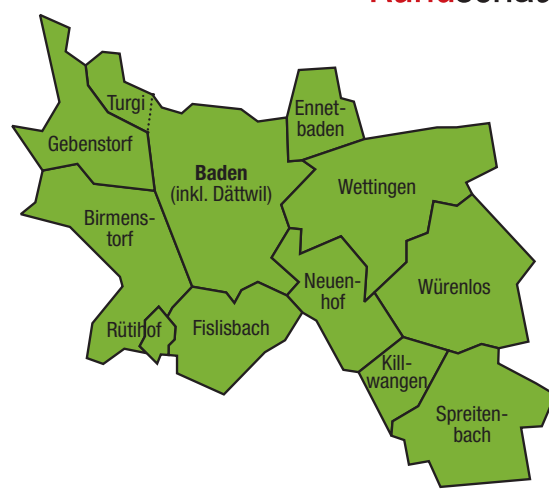 Rundschau
Turgi
Ennet-
baden
Gebenstorf
Baden
(inkl. Dättwil)
Wettingen
Birmens-
torf
Neuen-
hof
Würenlos
Rütihof
Fislisbach
Kill-
wangen
Spreiten-
bach